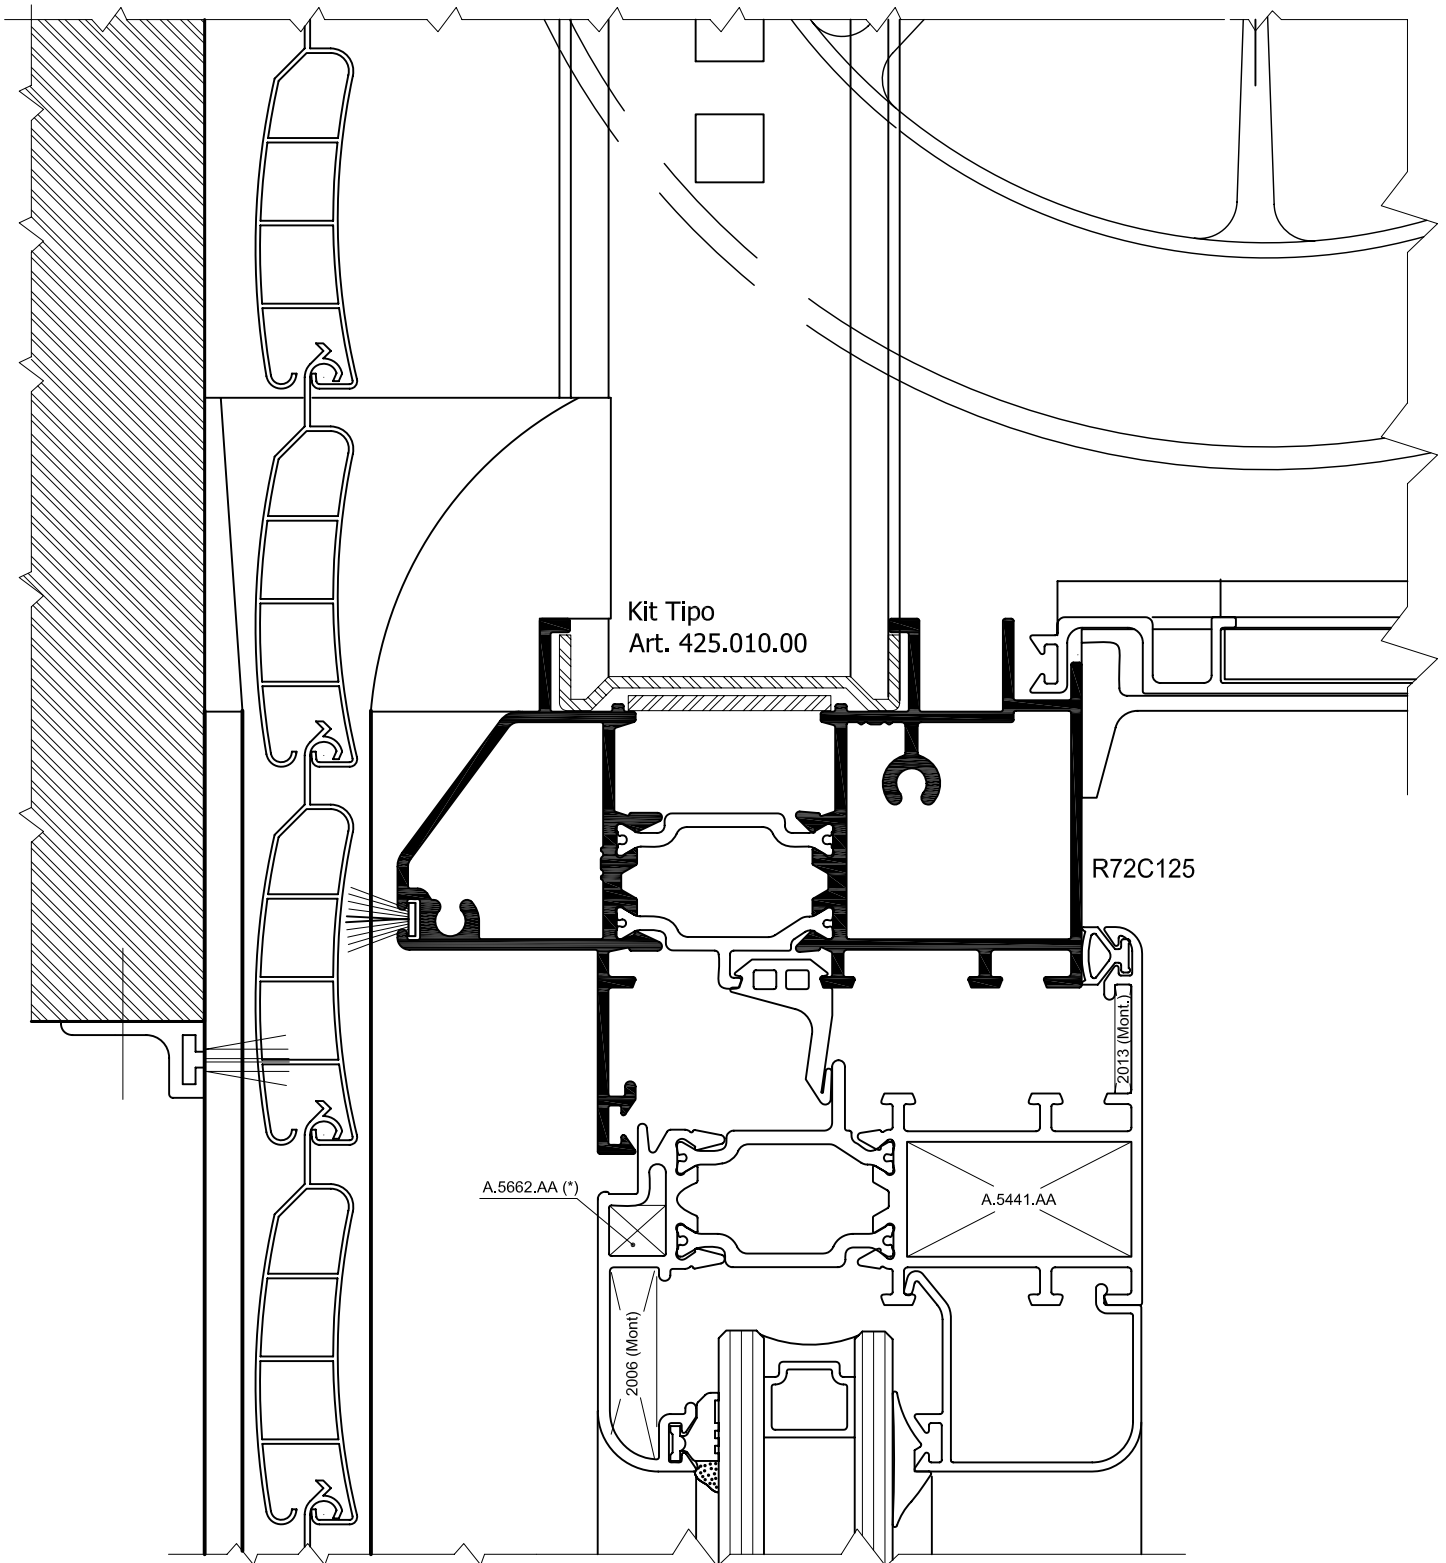 Kit Tipo
Art. 425.010.00
R72C125
2013 (Mont.)
A.5662.AA (*)
A.5441.AA
2006 (Mont)